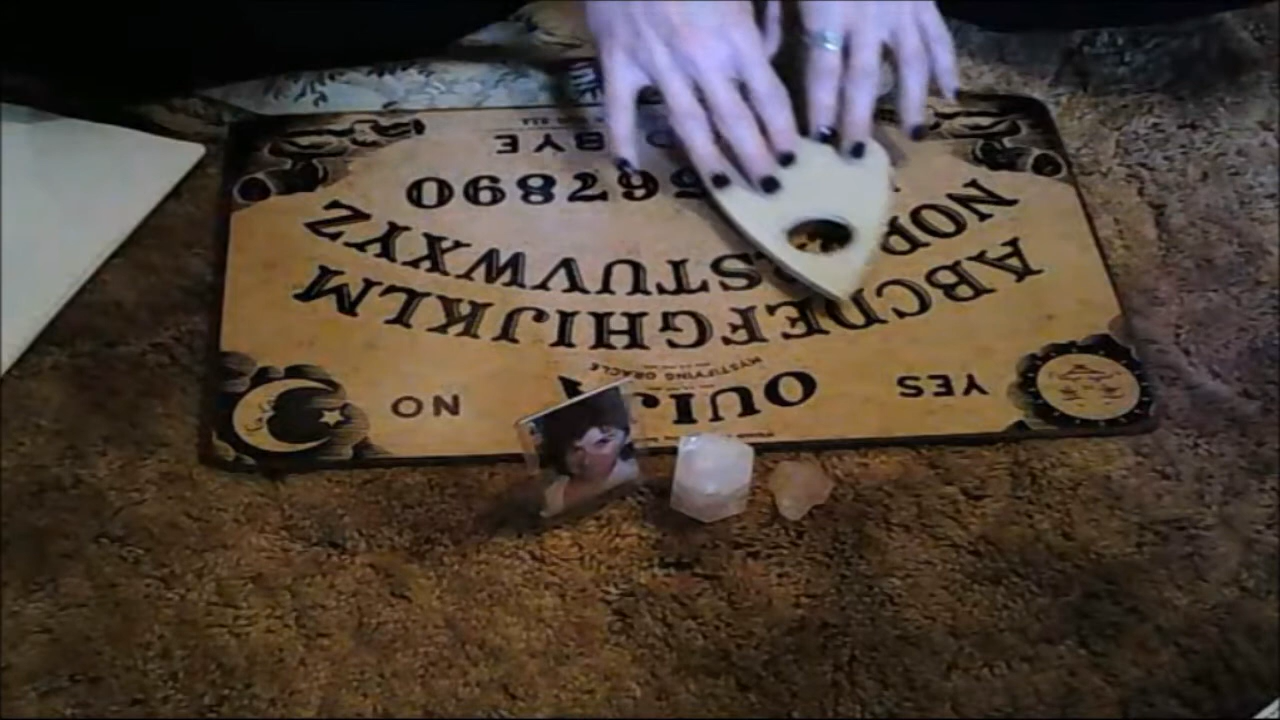 YES OUIJA NO
MYSTIFYING ORACLE
ABCDEFGHIJKLM
NOP STUVWXYZ
67890
BYE